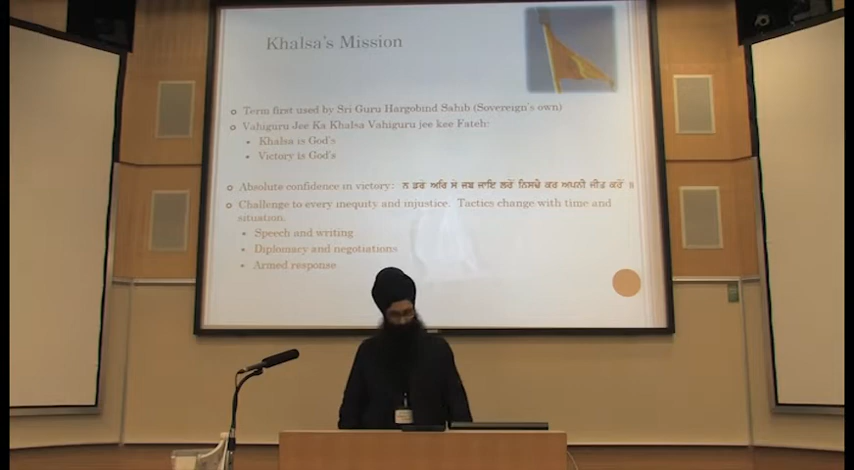 Khalsa's Mission
Term first used by Sri Guru Hargobind Sahib (Sovereign's own)
Vahiguru Jee Ka Khalsa Vahiguru jee kee Fateh:
Khalsa is God's
Victory is God's
Absolute confidence in victory: ਨ ਡਰੋਂ ਅਰਿ ਸੋ ਜਬ ਜਾਇ ਲਰੋਂ ਨਿਸਚੈ ਕਰ ਅਪਨੀ ਜੀਤ ਕਰੋਂ ॥
Challenge to every inequity and injustice. Tactics change with time and
situation.
Speech and writing
Diplomacy and negotiations
Armed response